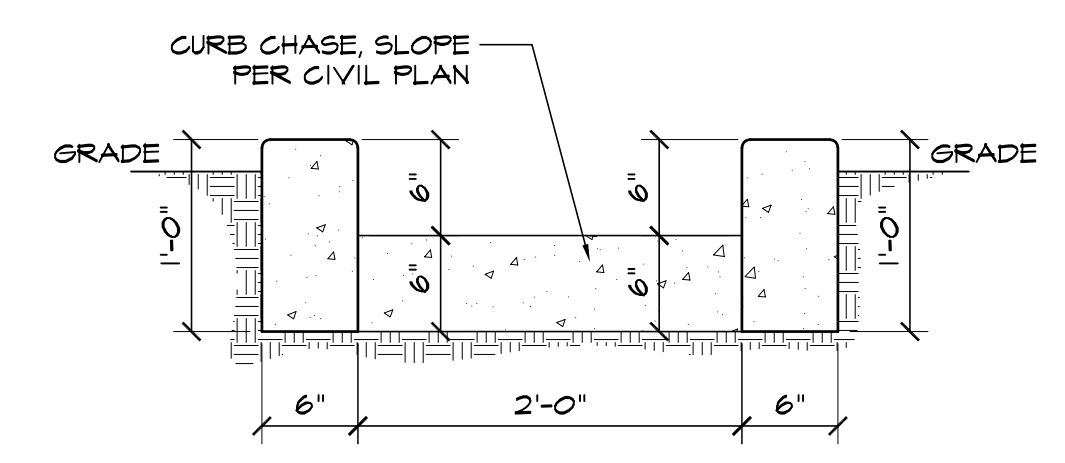 CURB CHASE, SLOPE
PER CIVIL PLAN
GRADE
GRADE
1'-0"
6"
6"
1'-0"
6"
6"
6"
2'-0"
6"